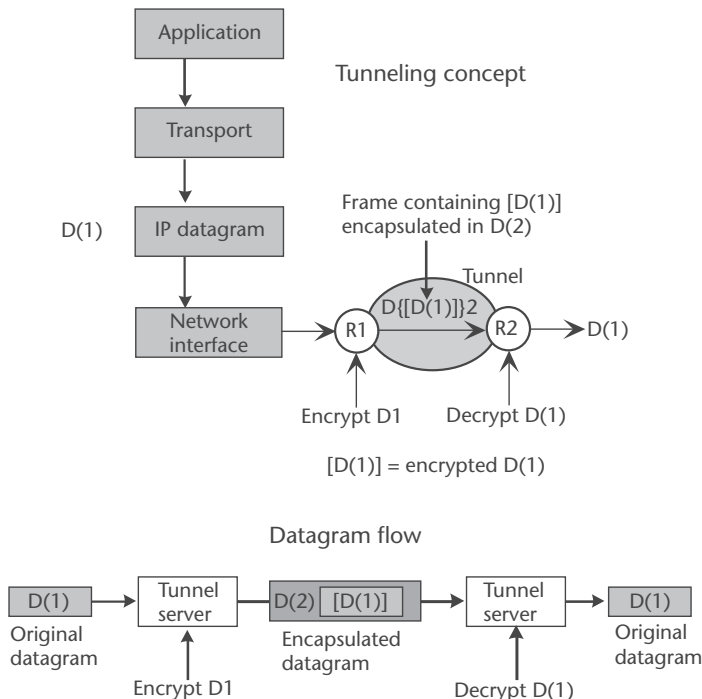 Application
Tunneling concept
Transport
Frame containing [D(1)]
encapsulated in D(2)
D(1)
IP datagram
Tunnel
D{[D(1)]}2
Network
interface
R1
R2
D(1)
Encrypt D1
Decrypt D(1)
[D(1)] = encrypted D(1)
Datagram flow
D(1)
Original
datagram
Tunnel
server
Encrypt D1
D(2) [D(1)]
Encapsulated
datagram
Tunnel
server
Decrypt D(1)
D(1)
Original
datagram